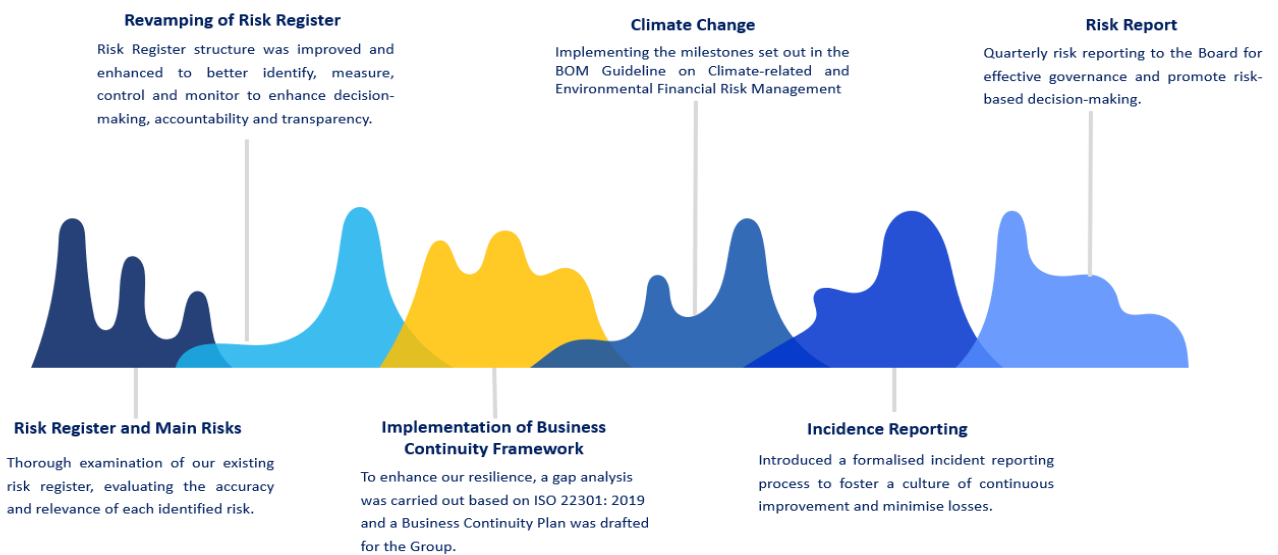 Revamping of Risk Register
Risk Register structure was improved and
enhanced to better identify, measure,
control and monitor to enhance decision-
making, accountability and transparency.
Climate Change
Implementing the milestones set out in the
BOM Guideline on Climate-related and
Environmental Financial Risk Management
Risk Report
Quarterly risk reporting to the Board for
effective governance and promote risk-
based decision-making.
Risk Register and Main Risks
Thorough examination of our existing
risk register, evaluating the accuracy
and relevance of each identified risk.
Implementation of Business
Continuity Framework
To enhance our resilience, a gap analysis
was carried out based on ISO 22301: 2019
and a Business Continuity Plan was drafted
for the Group.
Incidence Reporting
Introduced a formalised incident reporting
process to foster a culture of continuous
improvement and minimise losses.